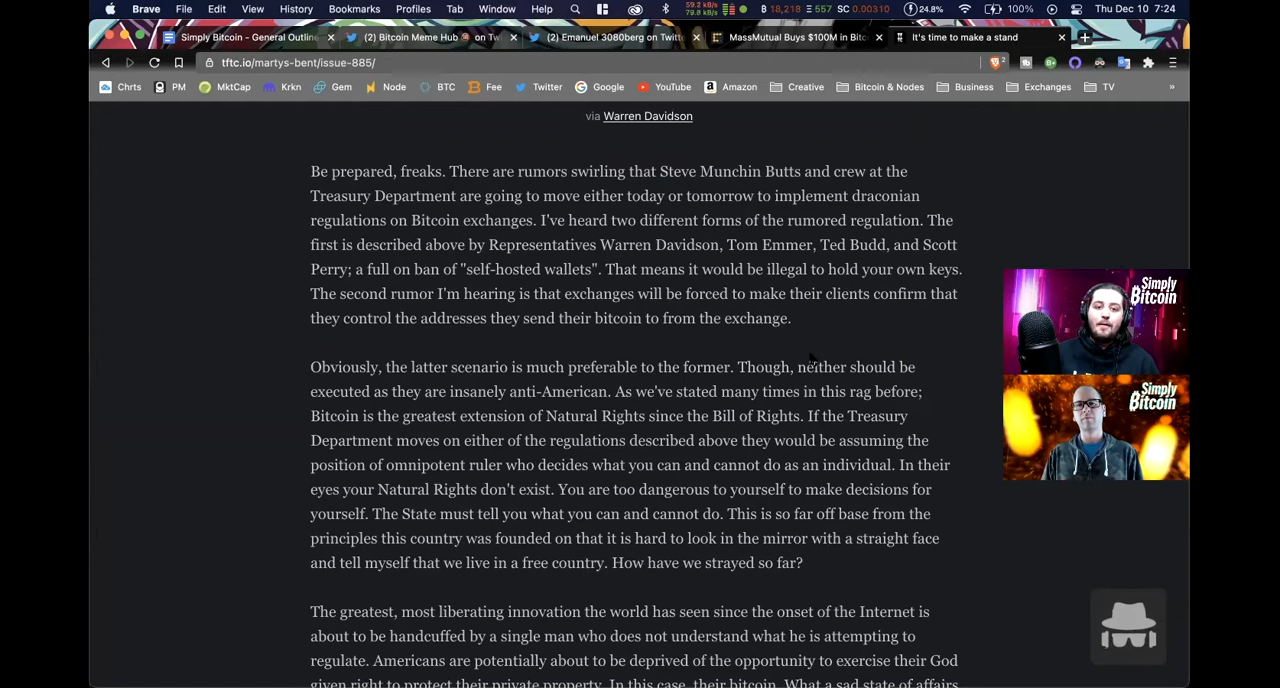 Brave File Edit View History Bookmarks Profiles Tab Window Help 59.2 kB/s 79.0 kB/s 18,218 557 SC 0.00310 24.8% 100% Thu Dec 10 7:24
Simply Bitcoin - General Outline (2) Bitcoin Meme Hub on Tw (2) Emanuel 3080berg on Twitt MassMutual Buys $100M in Bitc It's time to make a stand
tftc.io/martys-bent/issue-885/
Chrts PM MktCap Krkn Gem Node BTC Fee Twitter Google YouTube Amazon Creative Bitcoin & Nodes Business Exchanges TV »
via Warren Davidson
Be prepared, freaks. There are rumors swirling that Steve Munchin Butts and crew at the
Treasury Department are going to move either today or tomorrow to implement draconian
regulations on Bitcoin exchanges. I've heard two different forms of the rumored regulation. The
first is described above by Representatives Warren Davidson, Tom Emmer, Ted Budd, and Scott
Perry; a full on ban of "self-hosted wallets". That means it would be illegal to hold your own keys.
The second rumor I'm hearing is that exchanges will be forced to make their clients confirm that
they control the addresses they send their bitcoin to from the exchange.
Obviously, the latter scenario is much preferable to the former. Though, neither should be
executed as they are insanely anti-American. As we've stated many times in this rag before;
Bitcoin is the greatest extension of Natural Rights since the Bill of Rights. If the Treasury
Department moves on either of the regulations described above they would be assuming the
position of omnipotent ruler who decides what you can and cannot do as an individual. In their
eyes your Natural Rights don't exist. You are too dangerous to yourself to make decisions for
yourself. The State must tell you what you can and cannot do. This is so far off base from the
principles this country was founded on that it is hard to look in the mirror with a straight face
and tell myself that we live in a free country. How have we strayed so far?
The greatest, most liberating innovation the world has seen since the onset of the Internet is
about to be handcuffed by a single man who does not understand what he is attempting to
regulate. Americans are potentially about to be deprived of the opportunity to exercise their God
given right to protect their private property. In this case, their bitcoin. What a sad state of affairs
Simply
Bitcoin
Simply
Bitcoin